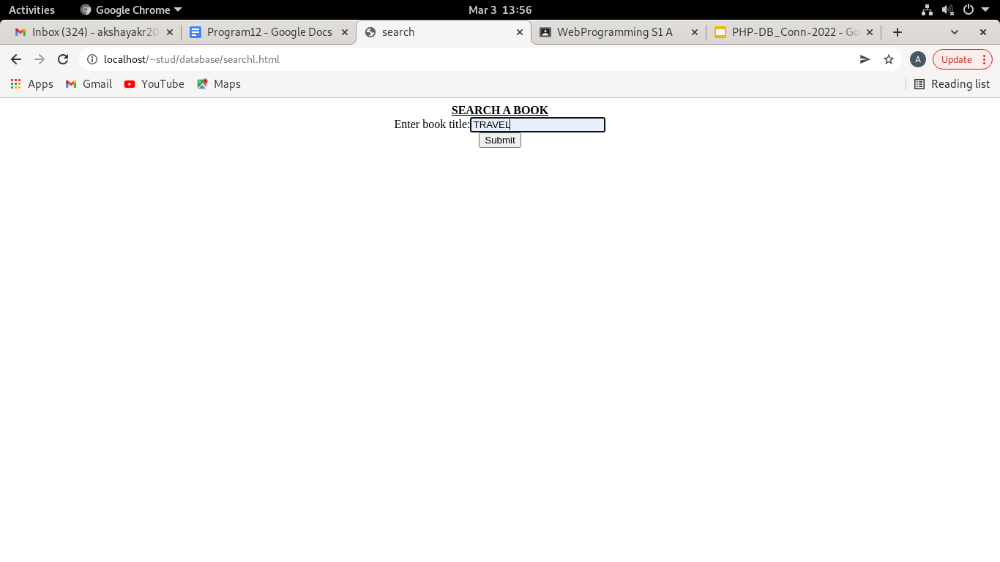 Activities Google Chrome Mar 3 13:56
Inbox (324) - akshayakr20 Program12 - Google Docs search WebProgramming S1 A PHP-DB_Conn-2022 - Go
localhost/~stud/database/searchl.html A Update
Apps Gmail YouTube Maps Reading list
SEARCH A BOOK
Enter book title: TRAVEL
Submit